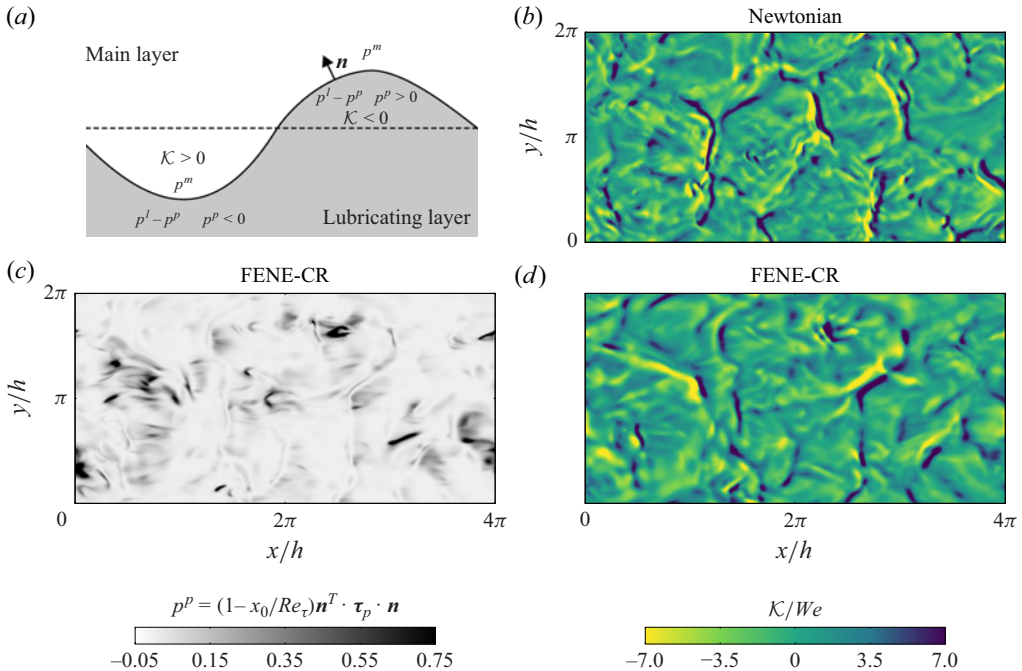 (a)
Main layer
n
p^m
p^l – p^p p^p > 0
𝒦 < 0
𝒦 > 0
p^m
p^l – p^p p^p < 0
Lubricating layer
(b)
Newtonian
2π
y/h
π
0
(c)
FENE-CR
2π
y/h
π
0 2π 4π
x/h
(d)
FENE-CR
0 2π 4π
x/h
p^p = (1– x_0/Re_τ)n^T · τ_p · n
–0.05 0.15 0.35 0.55 0.75
𝒦/We
–7.0 –3.5 0 3.5 7.0